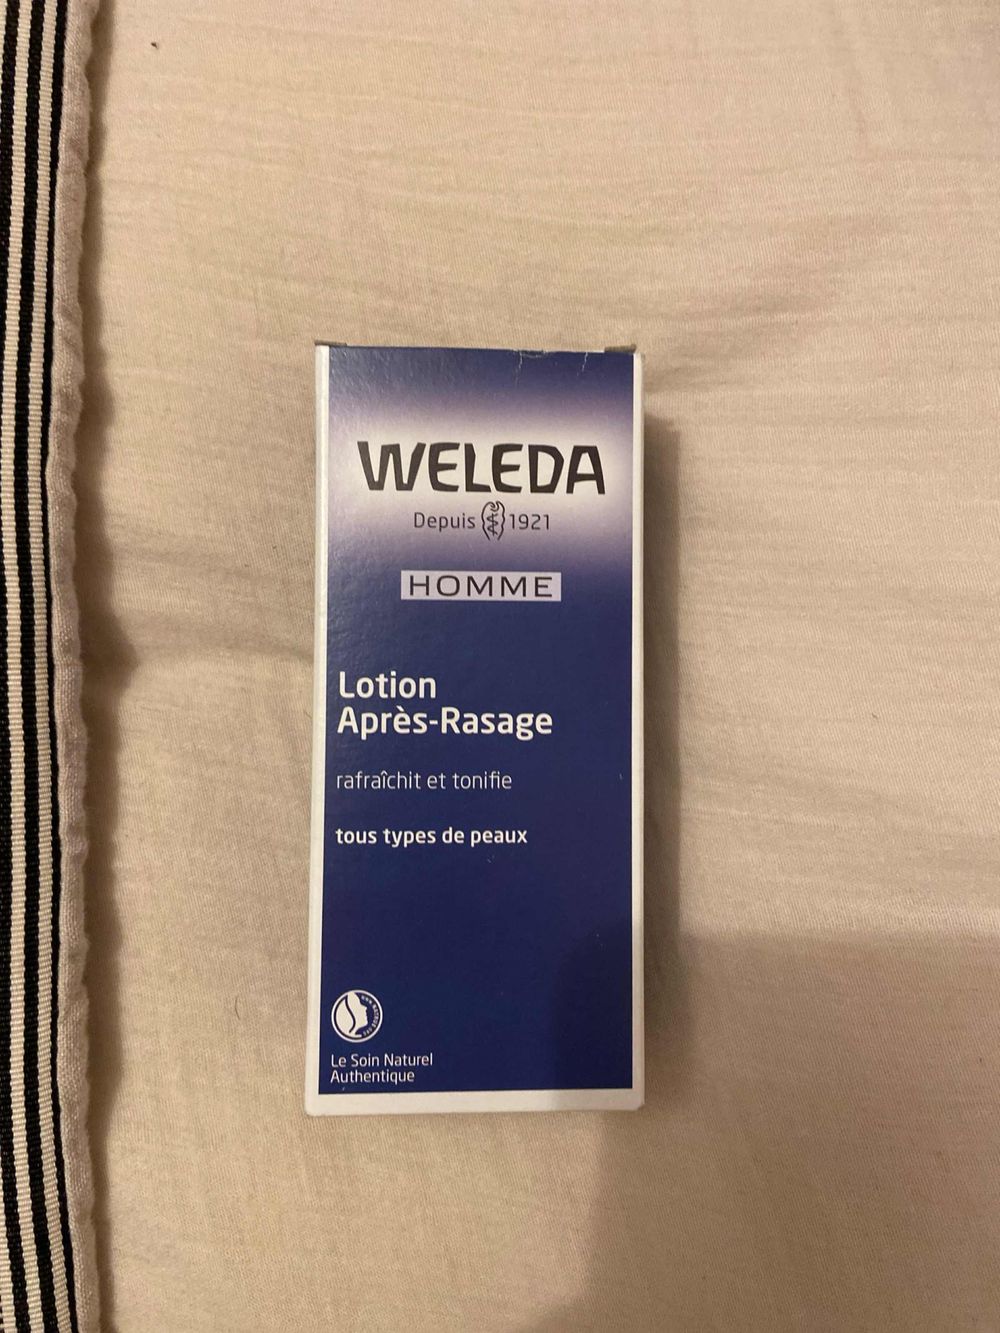 WELEDA
Depuis 1921
HOMME
Lotion
Après-Rasage
rafraîchit et tonifie
tous types de peaux
Le Soin Naturel
Authentique